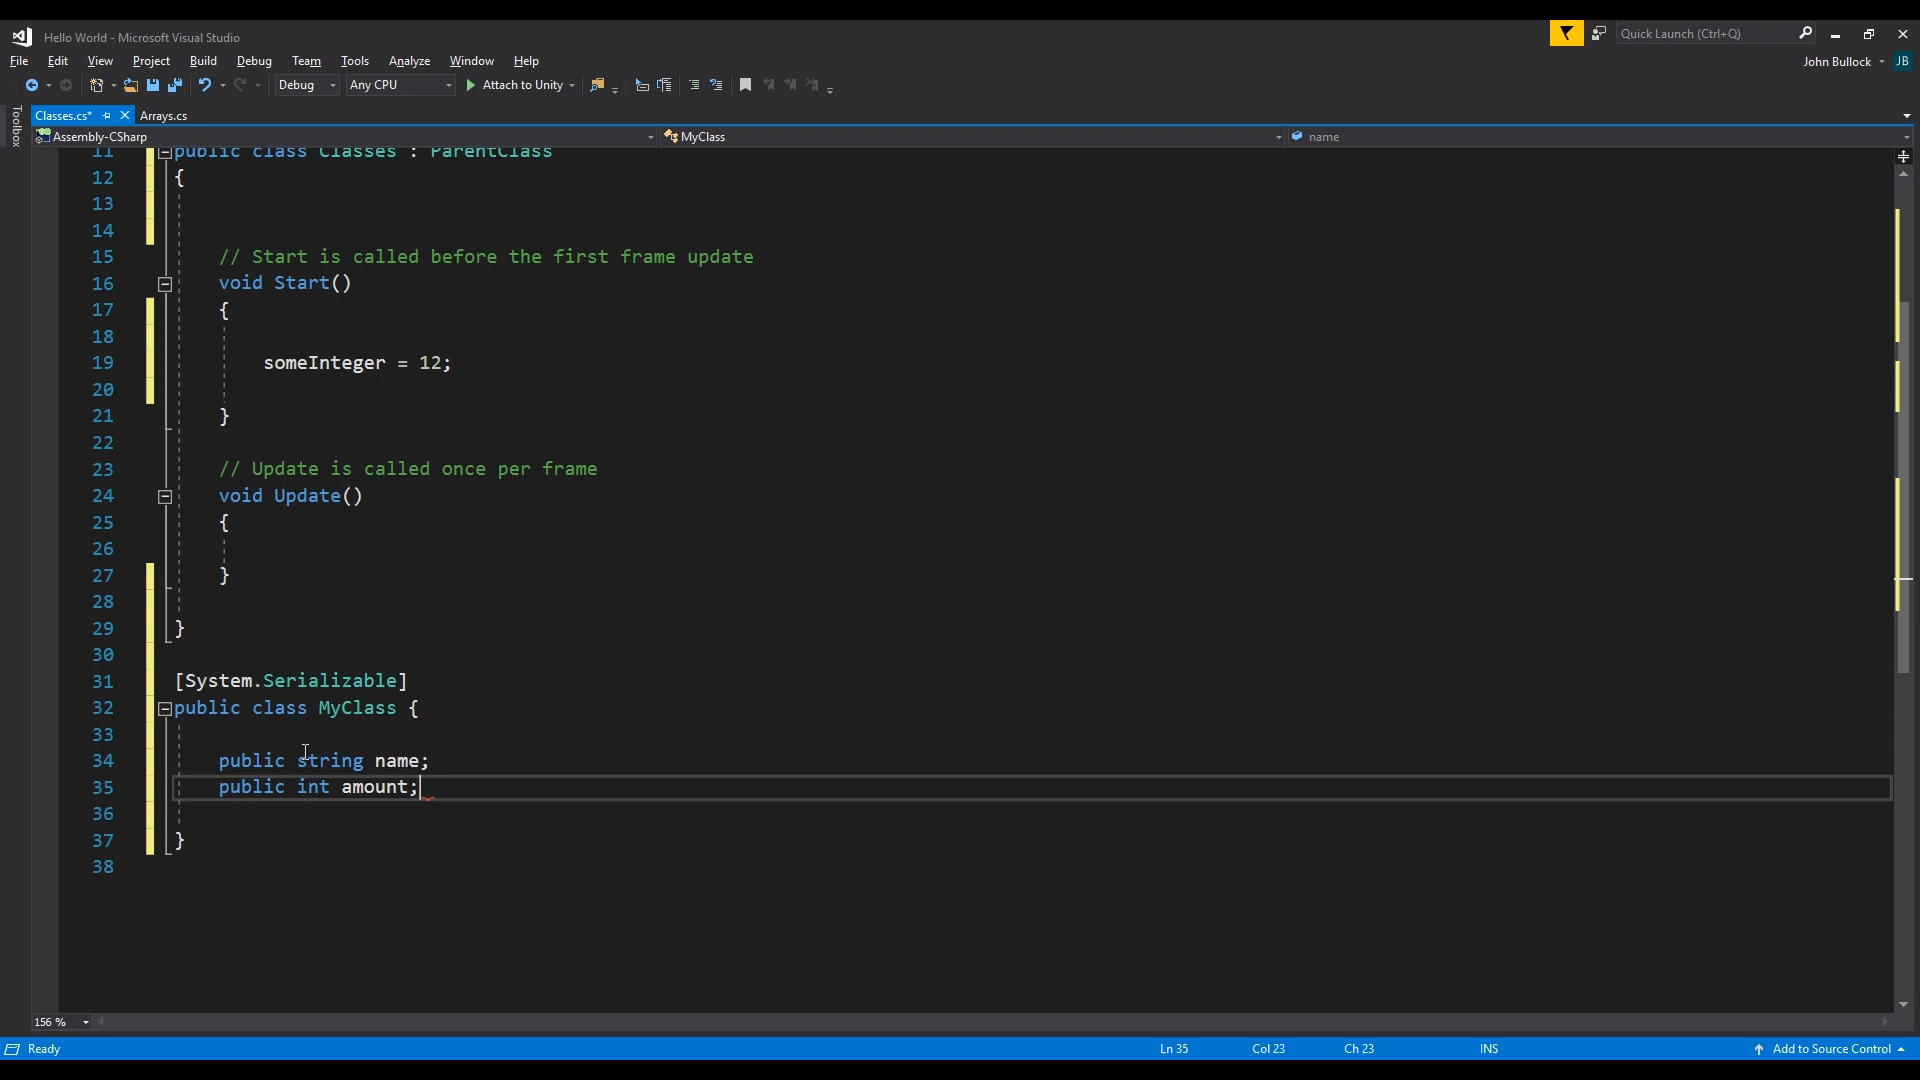 Hello World - Microsoft Visual Studio
Quick Launch (Ctrl+Q)
File Edit View Project Build Debug Team Tools Analyze Window Help
John Bullock JB
Debug Any CPU Attach to Unity
Toolbox
Classes.cs* Arrays.cs
Assembly-CSharp MyClass name
11 public class Classes : ParentClass
12 {
13
14
15 // Start is called before the first frame update
16 void Start()
17 {
18
19 someInteger = 12;
20
21 }
22
23 // Update is called once per frame
24 void Update()
25 {
26
27 }
28
29 }
30
31 [System.Serializable]
32 public class MyClass {
33
34 public string name;
35 public int amount;
36
37 }
38
156 %
Ready Ln 35 Col 23 Ch 23 INS Add to Source Control